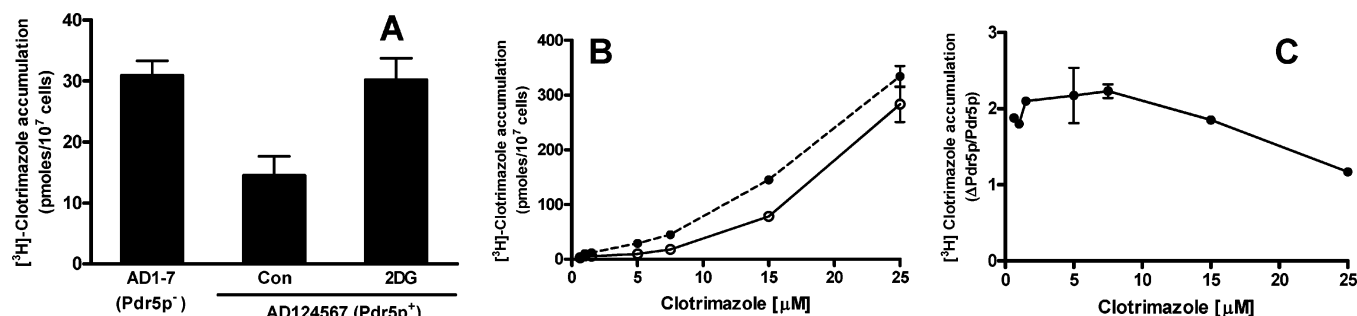 A
[³H]-Clotrimazole accumulation
(pmoles/10⁷ cells)
40
30
20
10
0
AD1-7
(Pdr5p⁻)
Con
2DG
AD124567 (Pdr5p⁺)
B
[³H]-Clotrimazole accumulation
(pmoles/10⁷ cells)
400
300
200
100
0
0
5
10
15
20
25
Clotrimazole [μM]
C
[³H] Clotrimazole accumulation
(ΔPdr5p/Pdr5p)
3
2
1
0
0
5
10
15
20
25
Clotrimazole [μM]